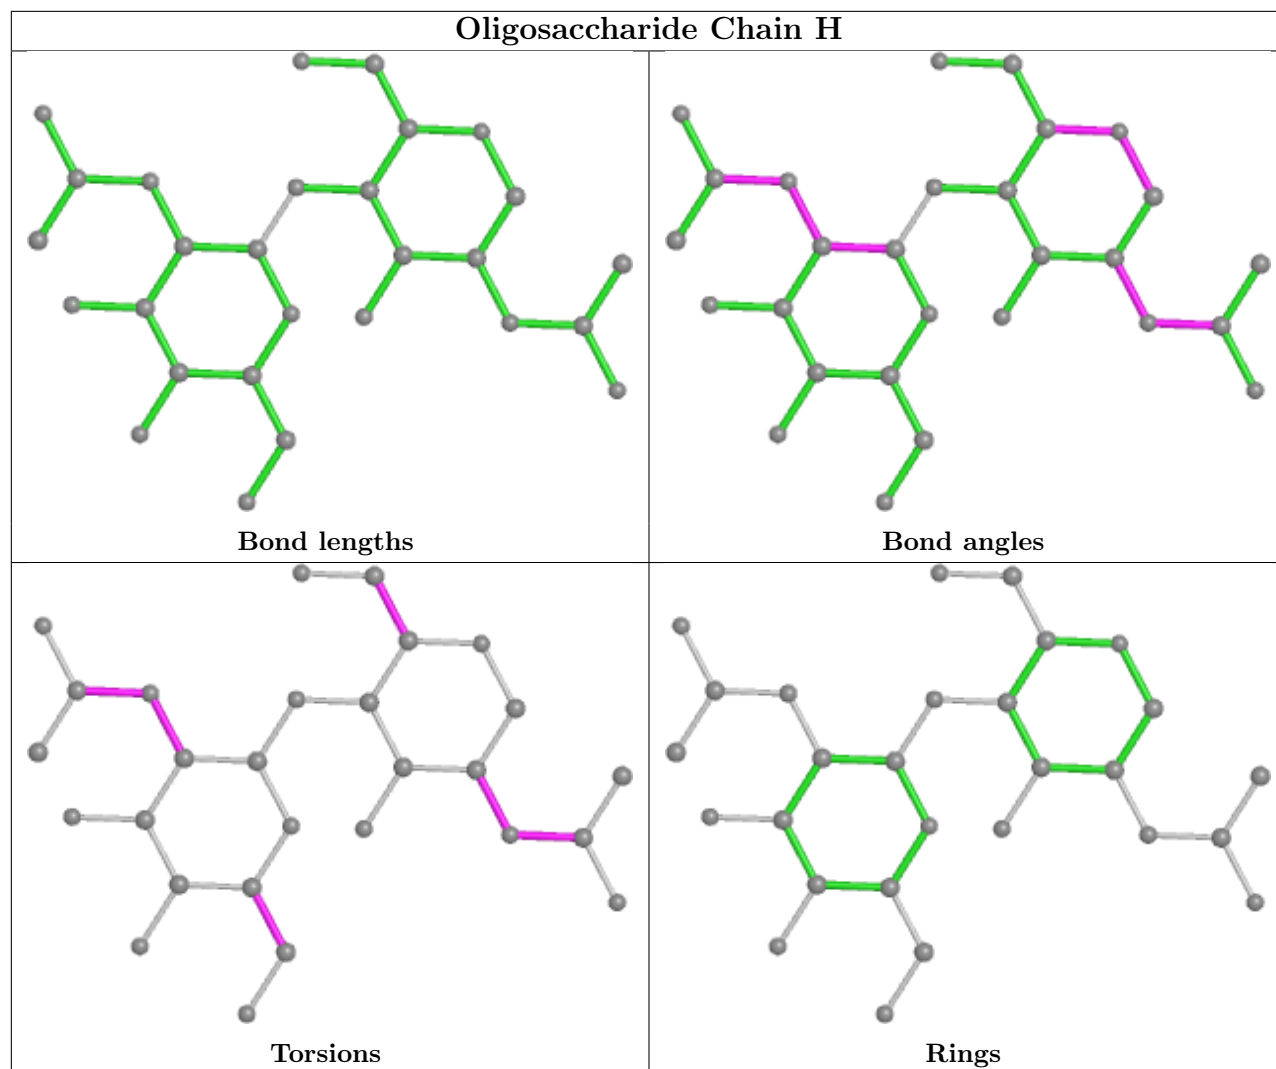 Oligosaccharide Chain H
Bond lengths
Bond angles
Torsions
Rings